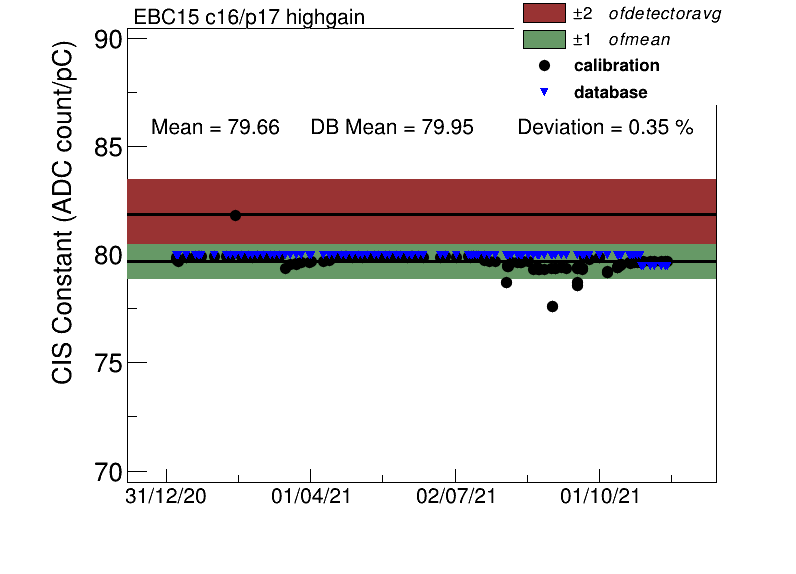 EBC15 c16/p17 highgain
±2 ofdetectoravg
±1 ofmean
calibration
database
Mean = 79.66 DB Mean = 79.95 Deviation = 0.35 %
CIS Constant (ADC count/pC)
90
85
80
75
70
31/12/20 01/04/21 02/07/21 01/10/21